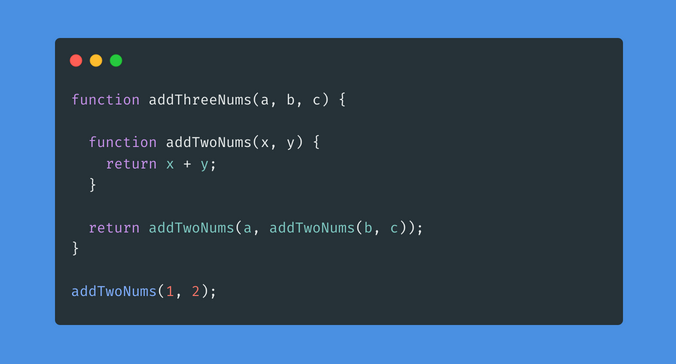 function addThreeNums(a, b, c) {
function addTwoNums(x, y) {
return x + y;
}
return addTwoNums(a, addTwoNums(b, c));
}
addTwoNums(1, 2);